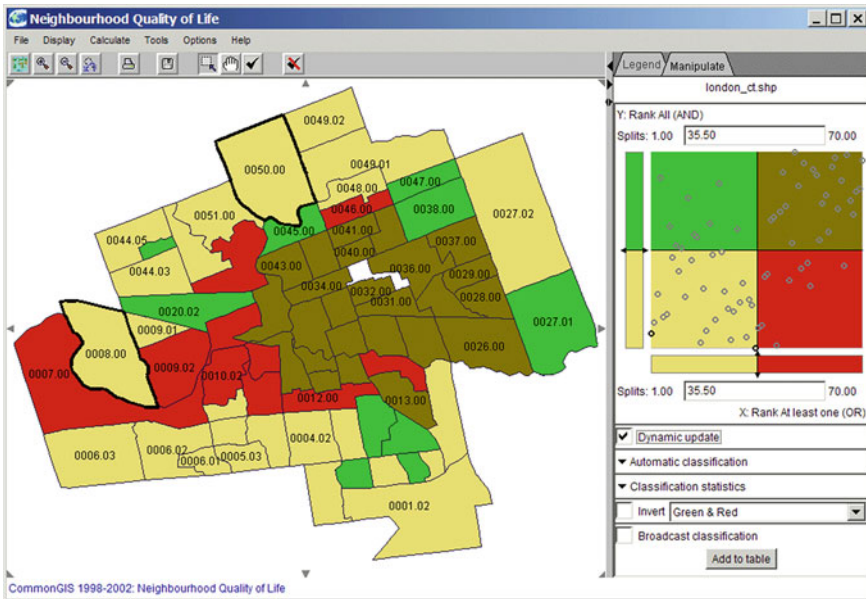 Neighbourhood Quality of Life
File Display Calculate Tools Options Help
Legend Manipulate
london_ct.shp
Y: Rank All (AND)
Splits: 1.00 35.50 70.00
0049.02
0050.00
0049.01
0048.00
0047.00
0046.00
0038.00
0051.00
0045.00
0041.00
0027.02
0044.05
0040.00
0037.00
0044.03
0043.00
0036.00
0029.00
0034.00
0032.00
0028.00
0031.00
0020.02
0009.01
0027.01
0008.00
0026.00
0007.00
0009.02
0010.02
0012.00
0013.00
0006.03
0006.02
0006.01
0005.03
0004.02
0001.02
Splits: 1.00 35.50 70.00
X: Rank At least one (OR)
Dynamic update
Automatic classification
Classification statistics
Invert Green & Red
Broadcast classification
Add to table
CommonGIS 1998-2002: Neighbourhood Quality of Life